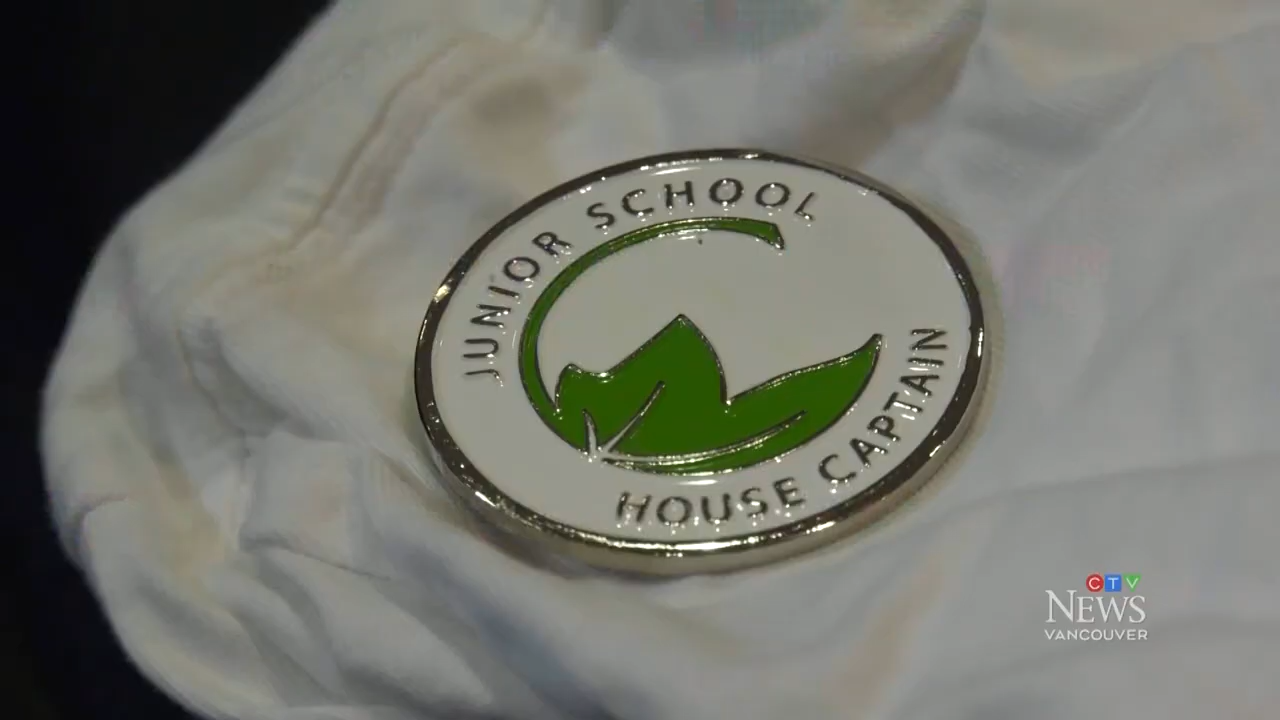 JUNIOR SCHOOL
HOUSE CAPTAIN
CTV
NEWS
VANCOUVER